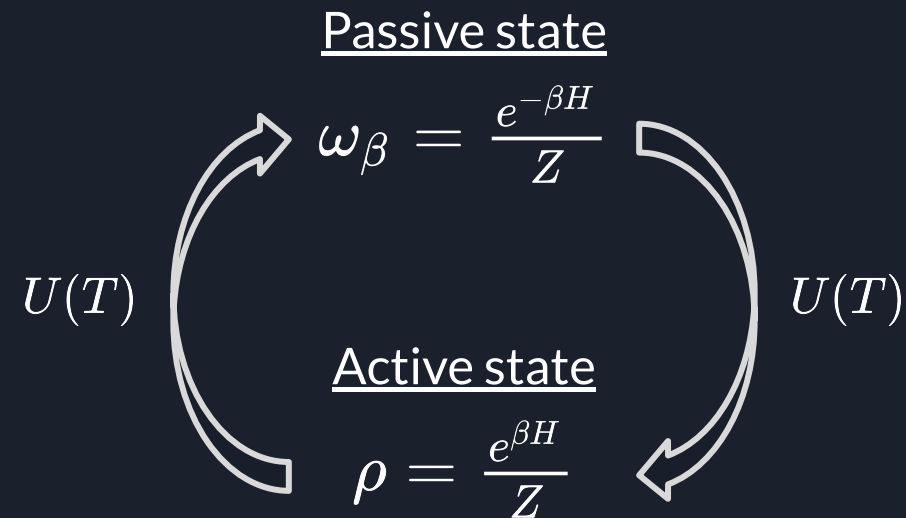 Passive state
ω_β = e^{-βH} / Z
U(T)
U(T)
Active state
ρ = e^{βH} / Z